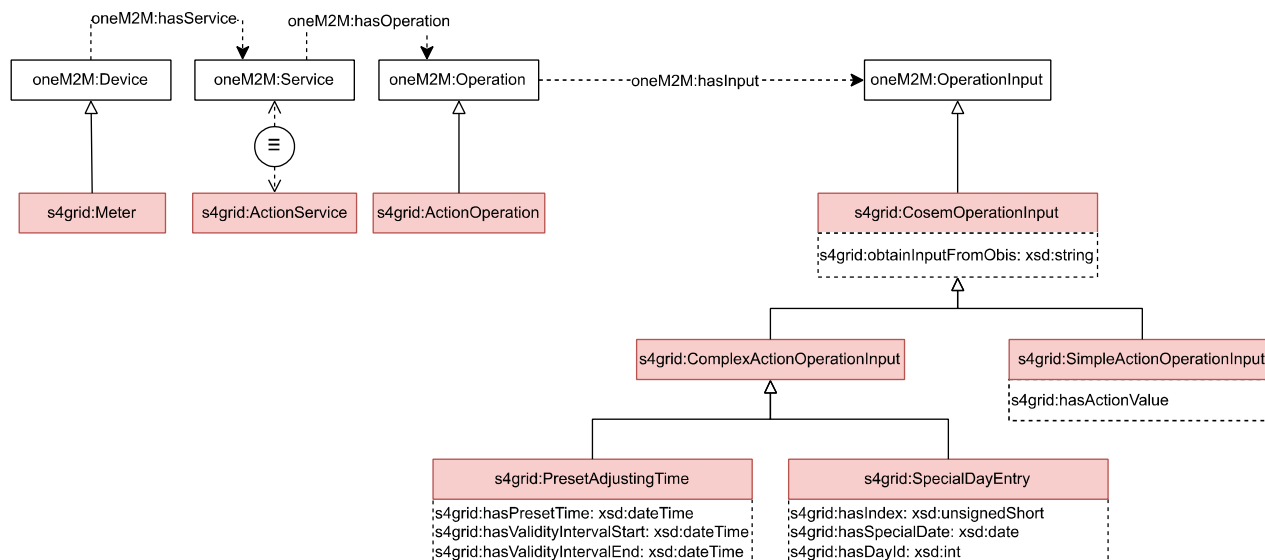 oneM2M:hasService
oneM2M:hasOperation
oneM2M:Device
oneM2M:Service
oneM2M:Operation
oneM2M:hasInput
oneM2M:OperationInput
≡
s4grid:Meter
s4grid:ActionService
s4grid:ActionOperation
s4grid:CosemOperationInput
s4grid:obtainInputFromObis: xsd:string
s4grid:ComplexActionOperationInput
s4grid:SimpleActionOperationInput
s4grid:hasActionValue
s4grid:PresetAdjustingTime
s4grid:hasPresetTime: xsd:dateTime
s4grid:hasValidityIntervalStart: xsd:dateTime
s4grid:hasValidityIntervalEnd: xsd:dateTime
s4grid:SpecialDayEntry
s4grid:hasIndex: xsd:unsignedShort
s4grid:hasSpecialDate: xsd:date
s4grid:hasDayId: xsd:int